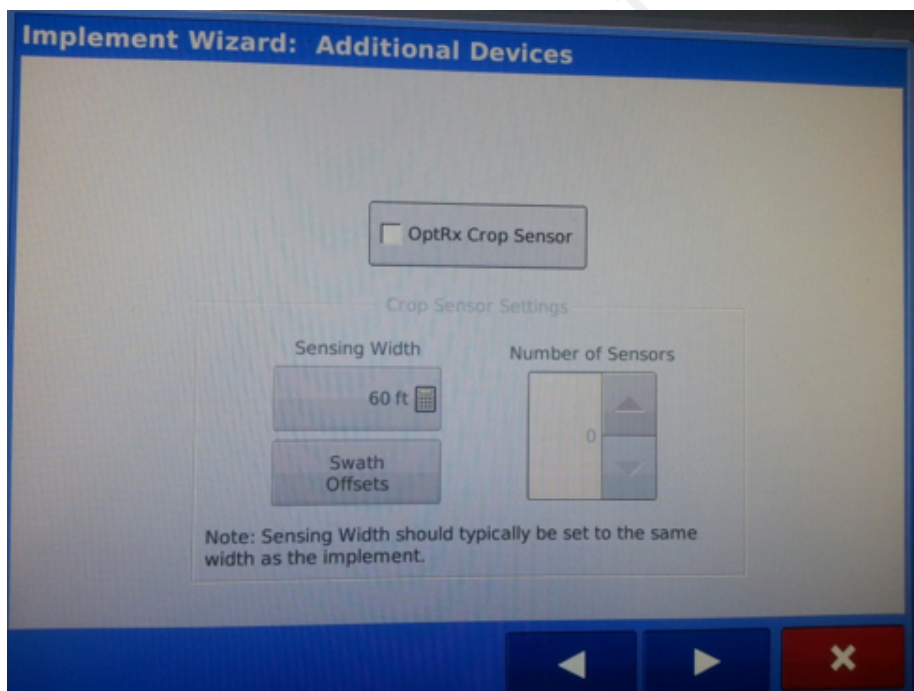 Implement Wizard: Additional Devices
OptRx Crop Sensor
Crop Sensor Settings
Sensing Width
Number of Sensors
60 ft
0
Swath
Offsets
Note: Sensing Width should typically be set to the same
width as the implement.